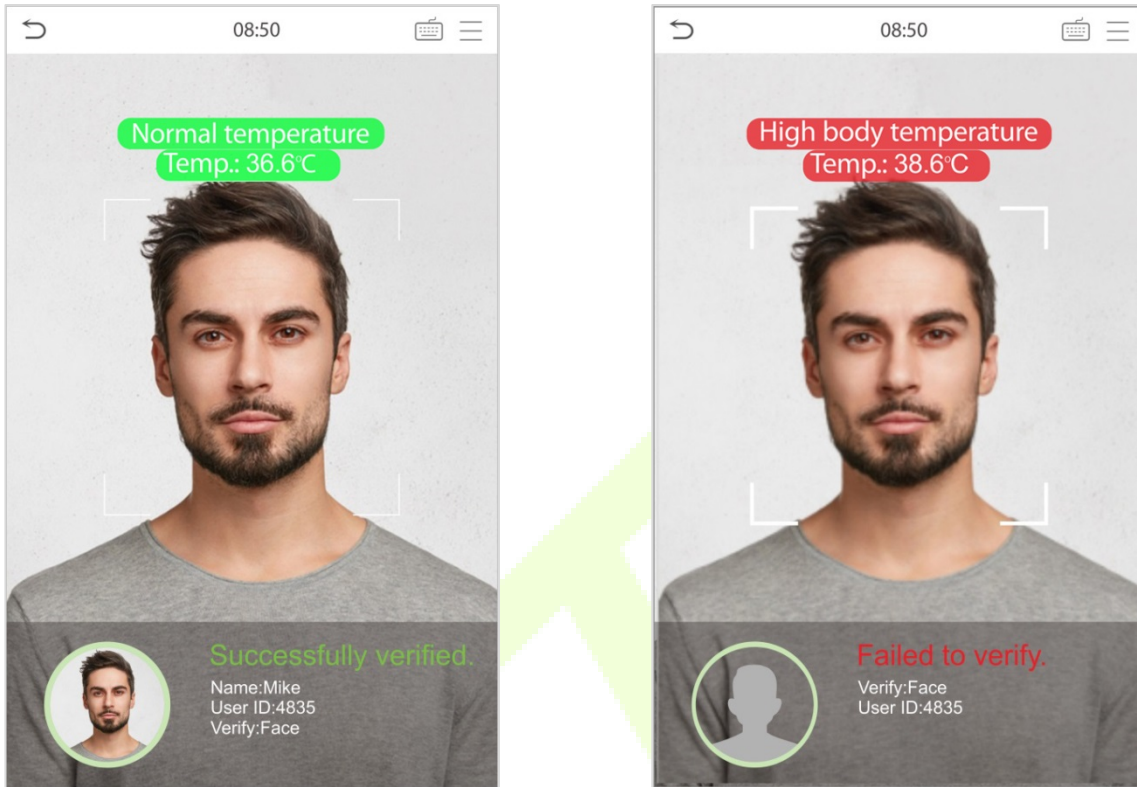 08:50
Normal temperature
Temp.: 36.6°C
Successfully verified.
Name:Mike
User ID:4835
Verify:Face
08:50
High body temperature
Temp.: 38.6°C
Failed to verify.
Verify:Face
User ID:4835